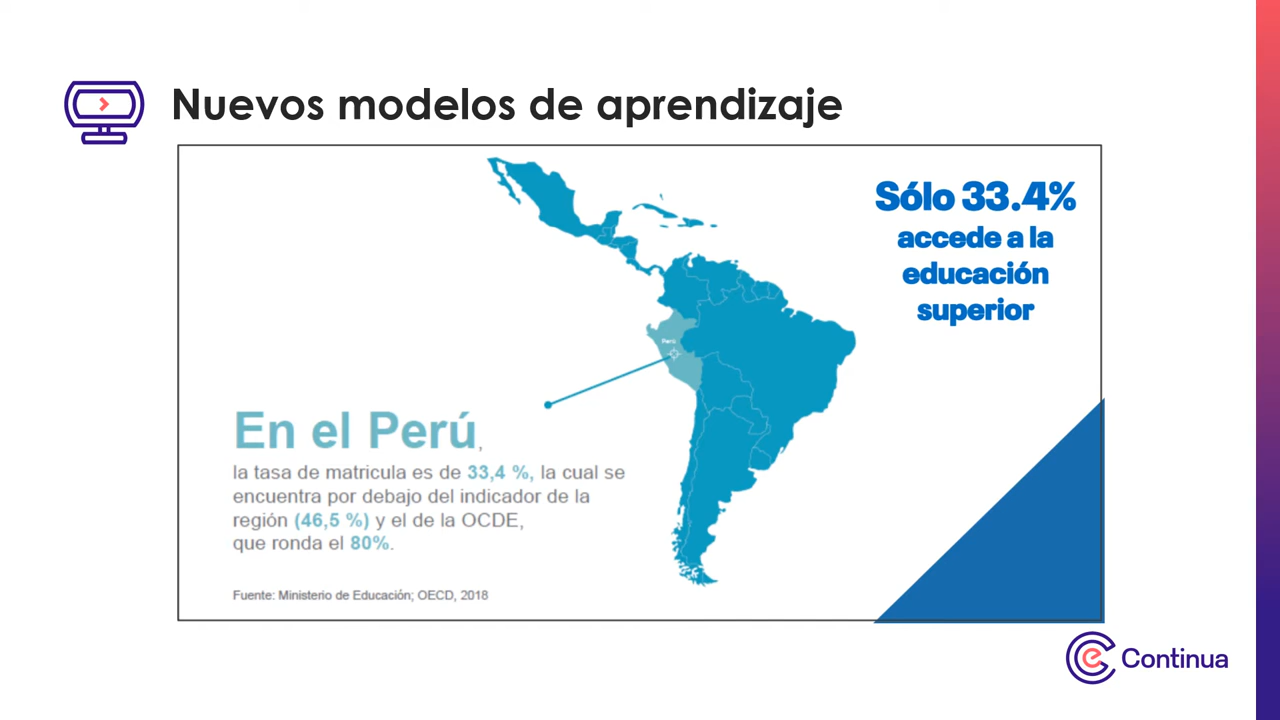 Nuevos modelos de aprendizaje
Sólo 33.4%
accede a la
educación
superior
Perú
En el Perú,
la tasa de matricula es de 33,4 %, la cual se
encuentra por debajo del indicador de la
región (46,5 %) y el de la OCDE,
que ronda el 80%.
Fuente: Ministerio de Educación; OECD, 2018
e Continua